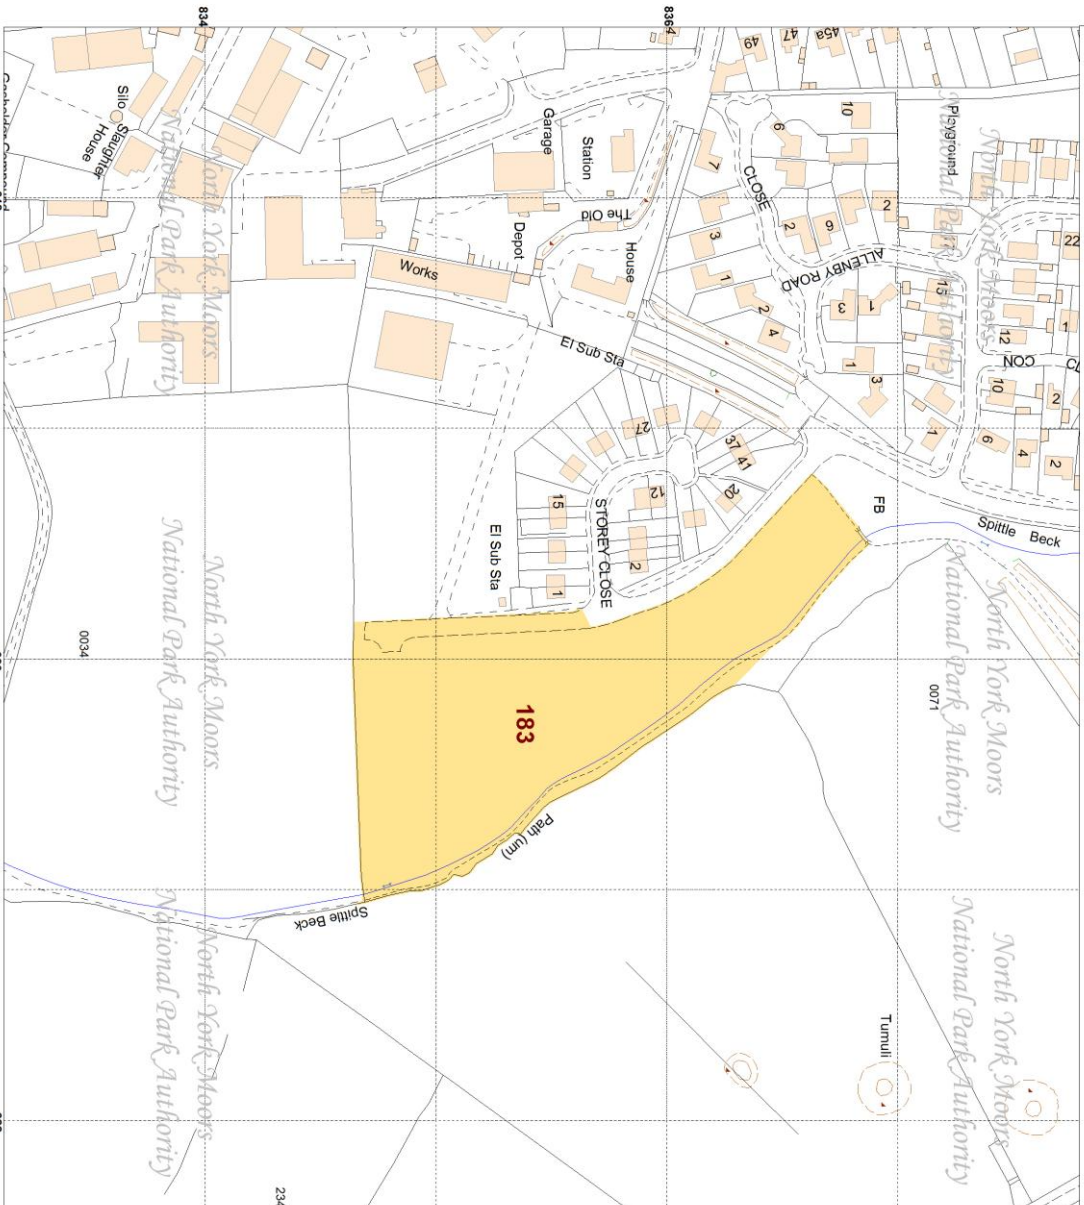 834
8364
Silo
Slaughter
House
Garage
Station
The Old
House
Depot
Works
El Sub Sta
49
47
45a
10
6
7
CLOSE
2
6
2
3
1
2
4
ALLENBY ROAD
3
1
1
3
Playground
22
15
12
1
CON
10
2
6
4
2
1
27
37
41
20
12
15
STOREY CLOSE
2
1
El Sub Sta
FB
Spittle Beck
0034
0071
183
Path (um)
Spittle Beck
Tumuli
234
North York Moors
National Park Authority
North York Moors
National Park Authority
North York Moors
National Park Authority
North York Moors
National Park Authority
North York Moors
National Park Authority
North York Moors
National Park Authority